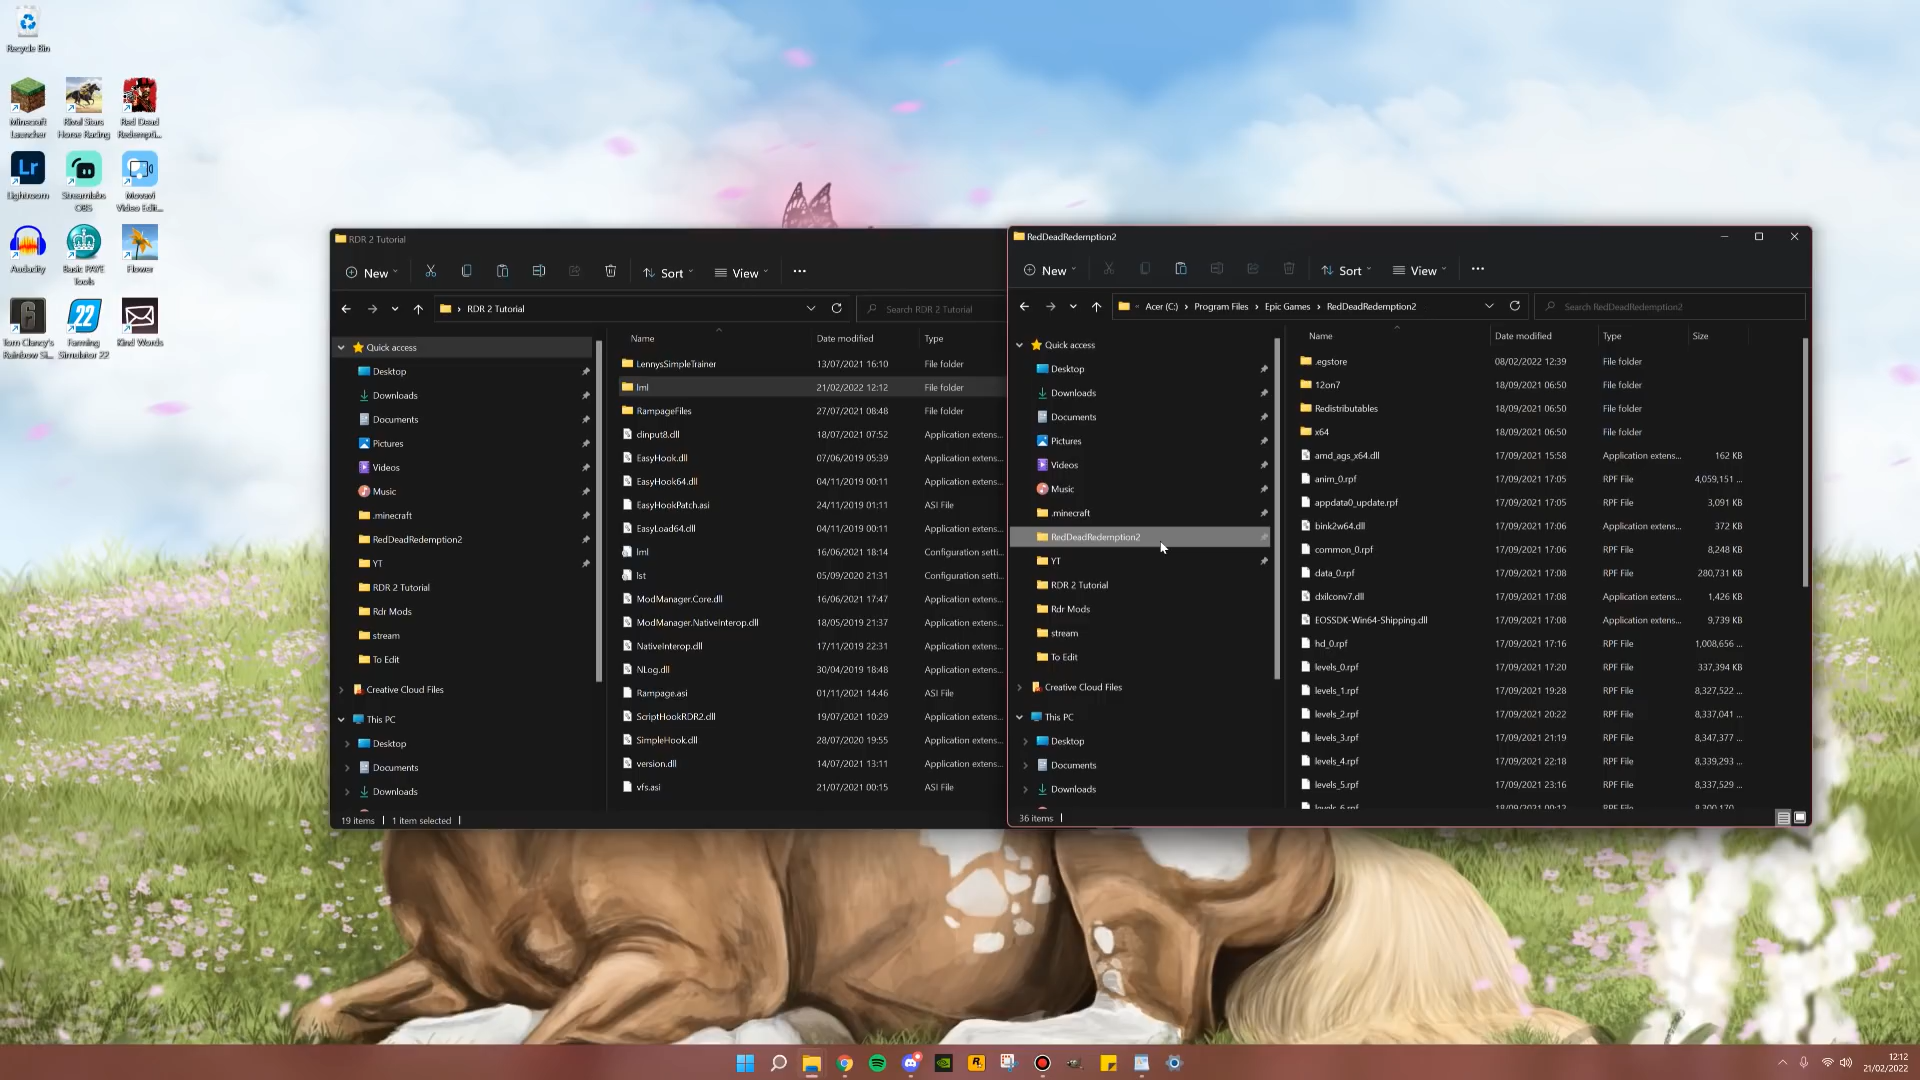 Recycle Bin
Minecraft
Launcher
Rival Stars
Horse Racing
Red Dead
Redempti...
Lr
Lightroom
Streamlabs
OBS
Movavi
Video Edit...
Audacity
Basic PAYE
Tools
Flower
22
Tom Clancy's
Rainbow Si...
Farming
Simulator 22
Kind Words
RDR 2 Tutorial
New
Sort
View
RDR 2 Tutorial
Search RDR 2 Tutorial
Quick access
Desktop
Downloads
Documents
Pictures
Videos
Music
.minecraft
RedDeadRedemption2
YT
RDR 2 Tutorial
Rdr Mods
stream
To Edit
Creative Cloud Files
This PC
Desktop
Documents
Downloads
Name Date modified Type
LennysSimpleTrainer 13/07/2021 16:10 File folder
lml 21/02/2022 12:12 File folder
RampageFiles 27/07/2021 08:48 File folder
dinput8.dll 18/07/2021 07:52 Application extens...
EasyHook.dll 07/06/2019 05:39 Application extens...
EasyHook64.dll 04/11/2019 00:11 Application extens...
EasyHookPatch.asi 24/11/2019 01:11 ASI File
EasyLoad64.dll 04/11/2019 00:11 Application extens...
lml 16/06/2021 18:14 Configuration setti...
lst 05/09/2020 21:31 Configuration setti...
ModManager.Core.dll 16/06/2021 17:47 Application extens...
ModManager.NativeInterop.dll 18/05/2019 21:37 Application extens...
NativeInterop.dll 17/11/2019 22:31 Application extens...
NLog.dll 30/04/2019 18:48 Application extens...
Rampage.asi 01/11/2021 14:46 ASI File
ScriptHookRDR2.dll 19/07/2021 10:29 Application extens...
SimpleHook.dll 28/07/2020 19:55 Application extens...
version.dll 14/07/2021 13:11 Application extens...
vfs.asi 21/07/2021 00:15 ASI File
19 items 1 item selected
RedDeadRedemption2
New
Sort
View
Acer (C:) Program Files Epic Games RedDeadRedemption2
Search RedDeadRedemption2
Quick access
Desktop
Downloads
Documents
Pictures
Videos
Music
.minecraft
RedDeadRedemption2
YT
RDR 2 Tutorial
Rdr Mods
stream
To Edit
Creative Cloud Files
This PC
Desktop
Documents
Downloads
Name Date modified Type Size
.egstore 08/02/2022 12:39 File folder
12on7 18/09/2021 06:50 File folder
Redistributables 18/09/2021 06:50 File folder
x64 18/09/2021 06:50 File folder
amd_ags_x64.dll 17/09/2021 15:58 Application extens... 162 KB
anim_0.rpf 17/09/2021 17:05 RPF File 4,059,151 ...
appdata0_update.rpf 17/09/2021 17:05 RPF File 3,091 KB
bink2w64.dll 17/09/2021 17:06 Application extens... 372 KB
common_0.rpf 17/09/2021 17:06 RPF File 8,248 KB
data_0.rpf 17/09/2021 17:08 RPF File 280,731 KB
dxilconv7.dll 17/09/2021 17:08 Application extens... 1,426 KB
EOSSDK-Win64-Shipping.dll 17/09/2021 17:08 Application extens... 9,739 KB
hd_0.rpf 17/09/2021 17:16 RPF File 1,008,656 ...
levels_0.rpf 17/09/2021 17:20 RPF File 337,394 KB
levels_1.rpf 17/09/2021 19:28 RPF File 8,327,522 ...
levels_2.rpf 17/09/2021 20:22 RPF File 8,337,041 ...
levels_3.rpf 17/09/2021 21:19 RPF File 8,347,377 ...
levels_4.rpf 17/09/2021 22:18 RPF File 8,339,293 ...
levels_5.rpf 17/09/2021 23:16 RPF File 8,337,529 ...
levels_6.rpf 18/09/2021 00:12 RPF File 8,300,170 ...
36 items
12:12
21/02/2022